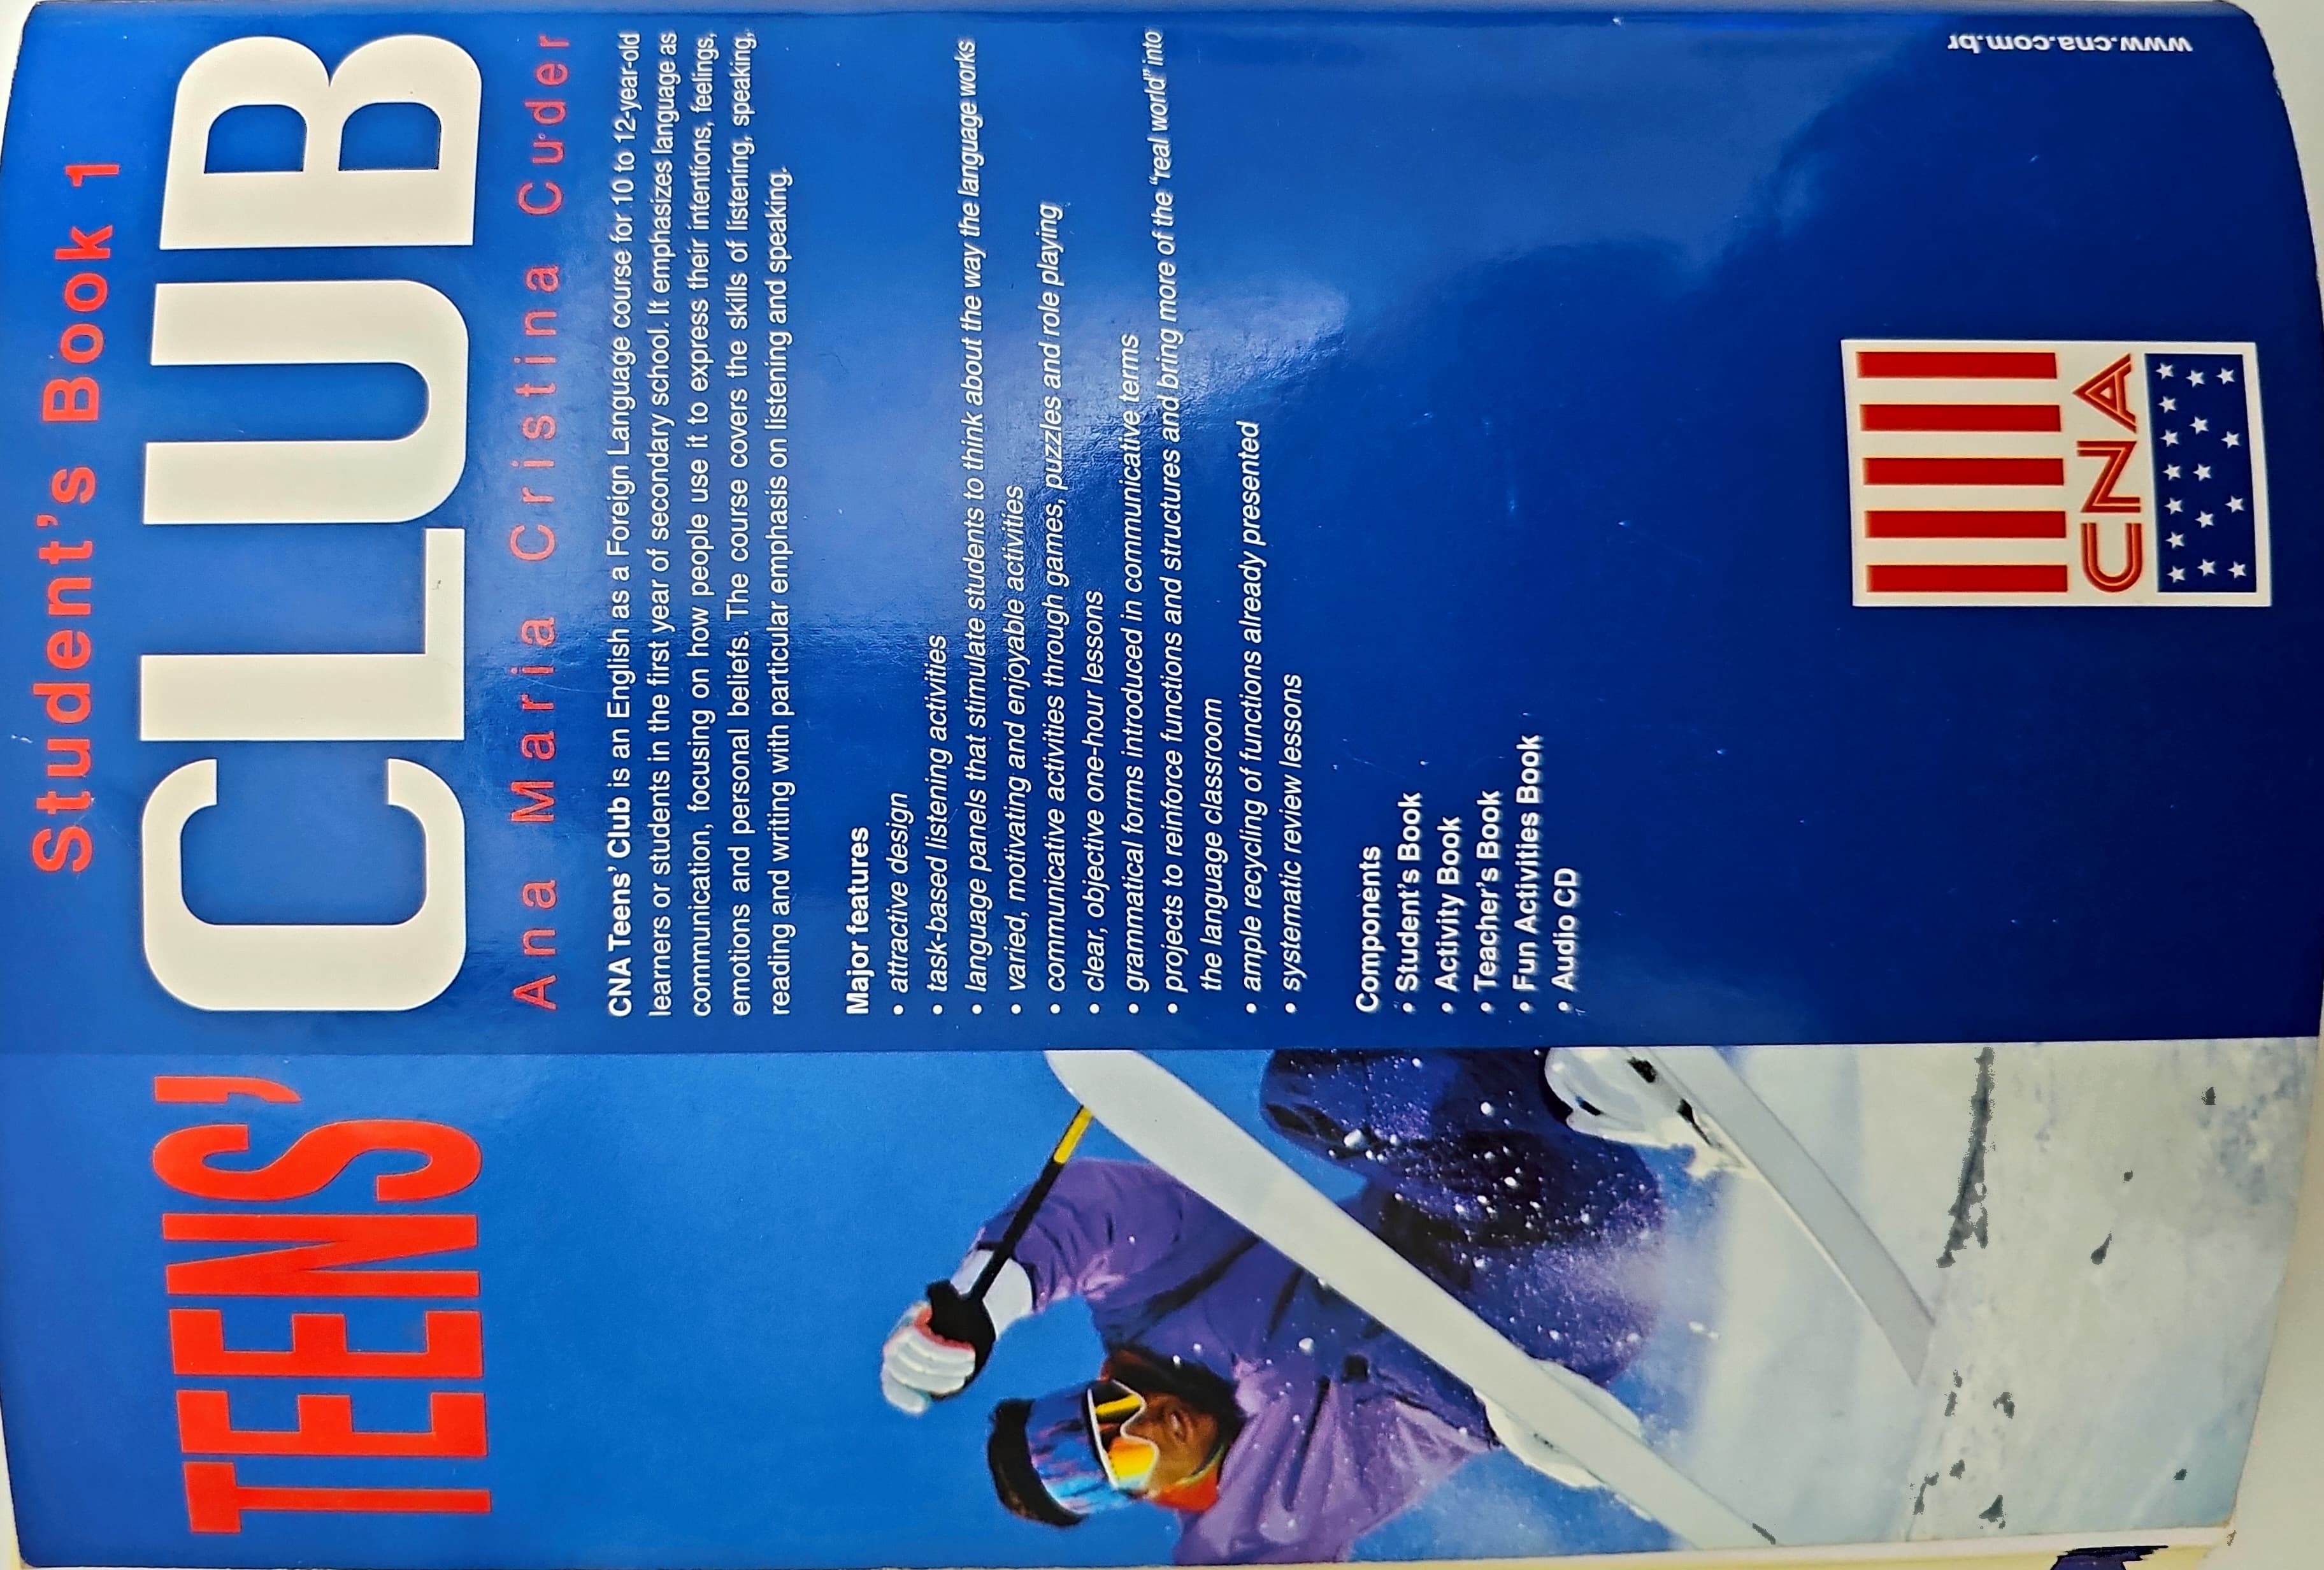 Student's Book 1
TEENS' CLUB
Ana Maria Cristina Cuder
CNA Teens' Club is an English as a Foreign Language course for 10 to 12-year-old
learners or students in the first year of secondary school. It emphasizes language as
communication, focusing on how people use it to express their intentions, feelings,
emotions and personal beliefs. The course covers the skills of listening, speaking,
reading and writing with particular emphasis on listening and speaking.
Major features
• attractive design
• task-based listening activities
• language panels that stimulate students to think about the way the language works
• varied, motivating and enjoyable activities
• communicative activities through games, puzzles and role playing
• clear, objective one-hour lessons
• grammatical forms introduced in communicative terms
• projects to reinforce functions and structures and bring more of the "real world" into
the language classroom
• ample recycling of functions already presented
• systematic review lessons
Components
• Student's Book
• Activity Book
• Teacher's Book
• Fun Activities Book
• Audio CD
CNA
www.cna.com.br